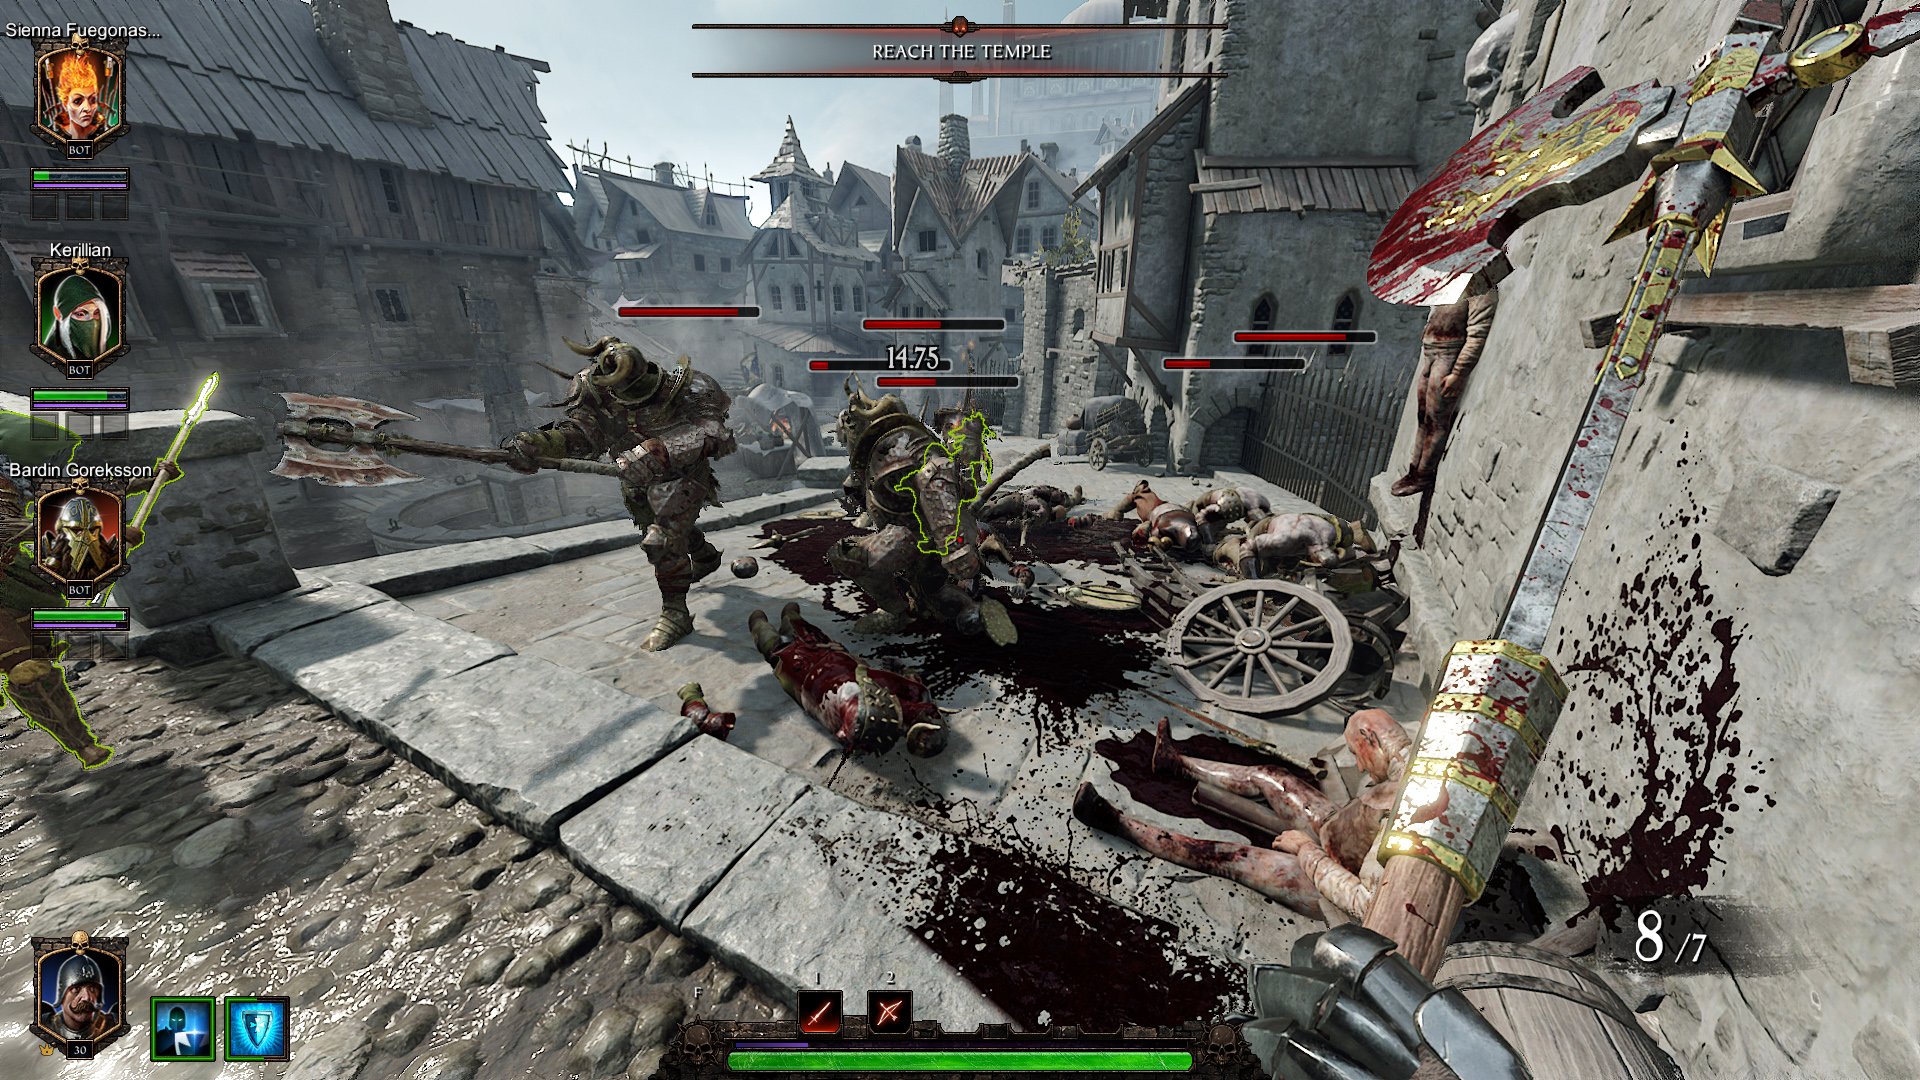 Sienna Fuegonas...
BOT
Kerillian
BOT
Bardin Goreksson
BOT
REACH THE TEMPLE
14.75
8/7
30
F
1
2